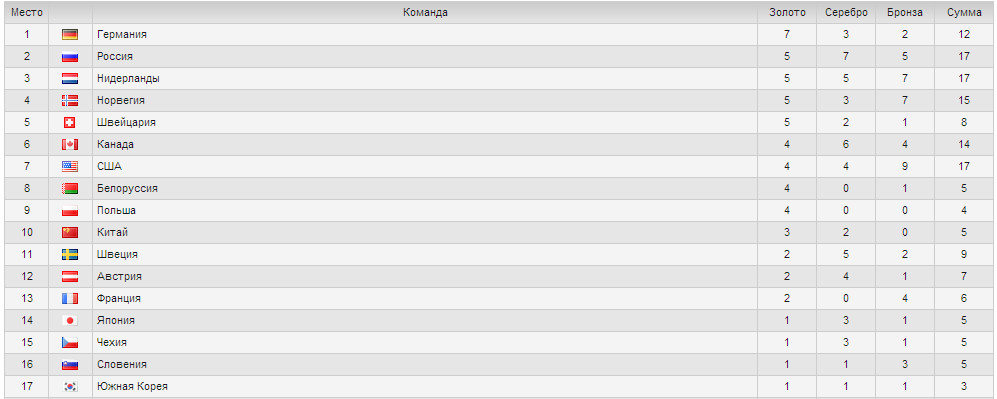 Место Команда Золото Серебро Бронза Сумма
1 Германия 7 3 2 12
2 Россия 5 7 5 17
3 Нидерланды 5 5 7 17
4 Норвегия 5 3 7 15
5 Швейцария 5 2 1 8
6 Канада 4 6 4 14
7 США 4 4 9 17
8 Белоруссия 4 0 1 5
9 Польша 4 0 0 4
10 Китай 3 2 0 5
11 Швеция 2 5 2 9
12 Австрия 2 4 1 7
13 Франция 2 0 4 6
14 Япония 1 3 1 5
15 Чехия 1 3 1 5
16 Словения 1 1 3 5
17 Южная Корея 1 1 1 3